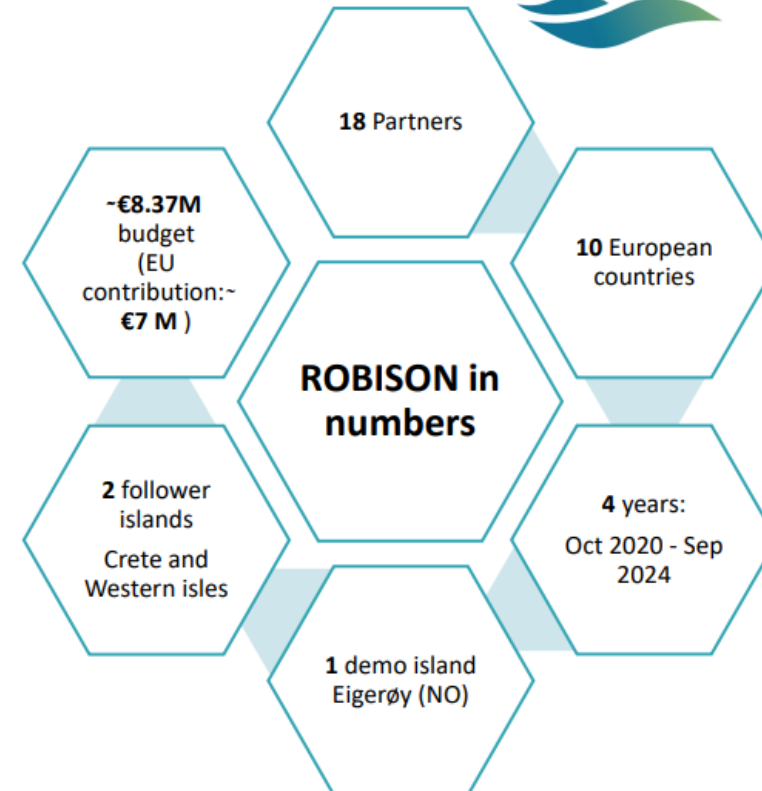 18 Partners
~€8.37M
budget
(EU
contribution:~
€7 M )
10 European
countries
ROBISON in
numbers
2 follower
islands
Crete and
Western isles
4 years:
Oct 2020 - Sep
2024
1 demo island
Eigerøy (NO)